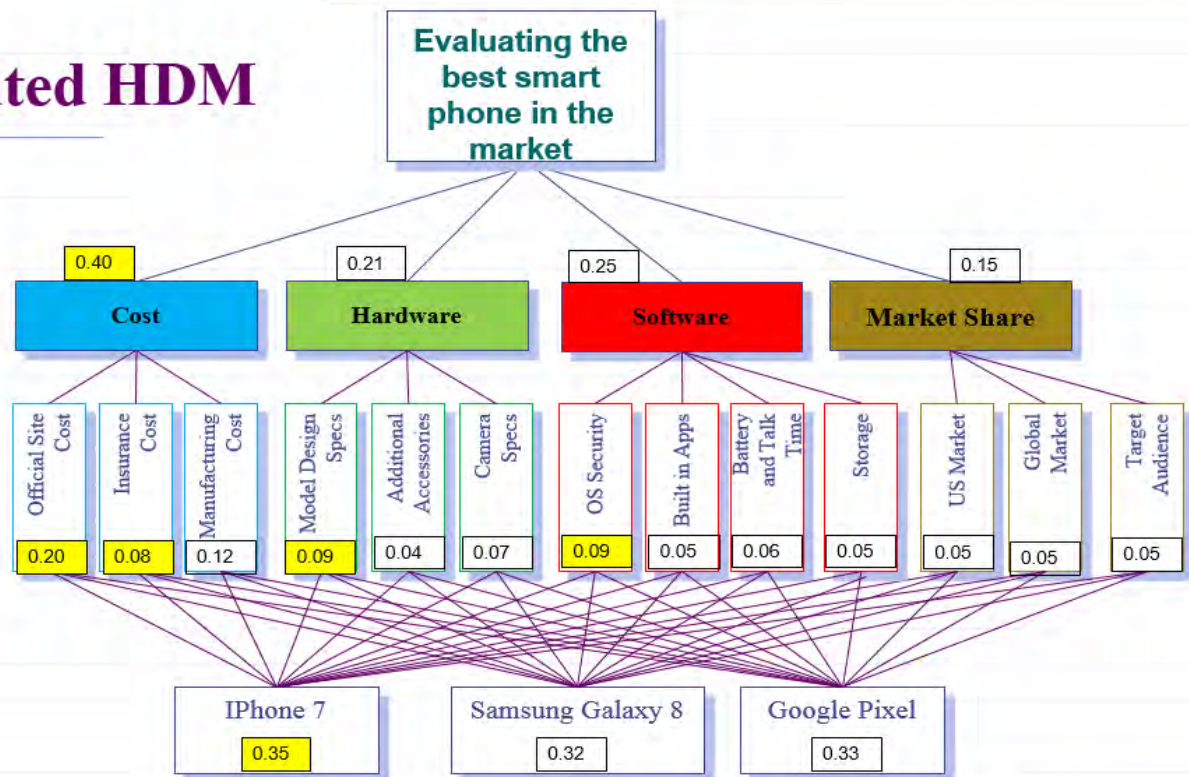 ted HDM
Evaluating the
best smart
phone in the
market
0.40
0.21
0.25
0.15
Cost
Hardware
Software
Market Share
Official Site
Cost
Insurance
Cost
Manufacturing
Cost
Model Design
Specs
Additional
Accessories
Camera
Specs
OS Security
Built in Apps
Battery
and Talk
Time
Storage
US Market
Global
Market
Target
Audience
0.20
0.08
0.12
0.09
0.04
0.07
0.09
0.05
0.06
0.05
0.05
0.05
0.05
IPhone 7
0.35
Samsung Galaxy 8
0.32
Google Pixel
0.33